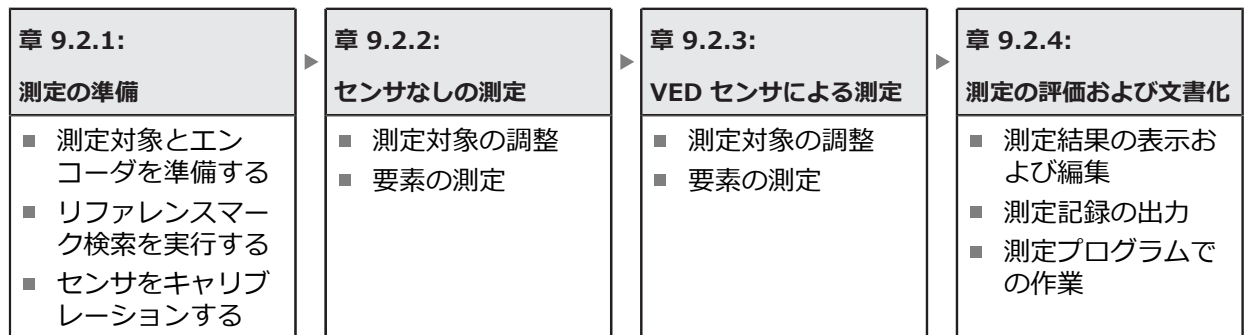 章 9.2.1:
測定の準備
■ 測定対象とエン
コーダを準備する
■ リファレンスマー
ク検索を実行する
■ センサをキャリブ
レーションする
章 9.2.2:
センサなしの測定
■ 測定対象の調整
■ 要素の測定
章 9.2.3:
VED センサによる測定
■ 測定対象の調整
■ 要素の測定
章 9.2.4:
測定の評価および文書化
■ 測定結果の表示お
よび編集
■ 測定記録の出力
■ 測定プログラムで
の作業